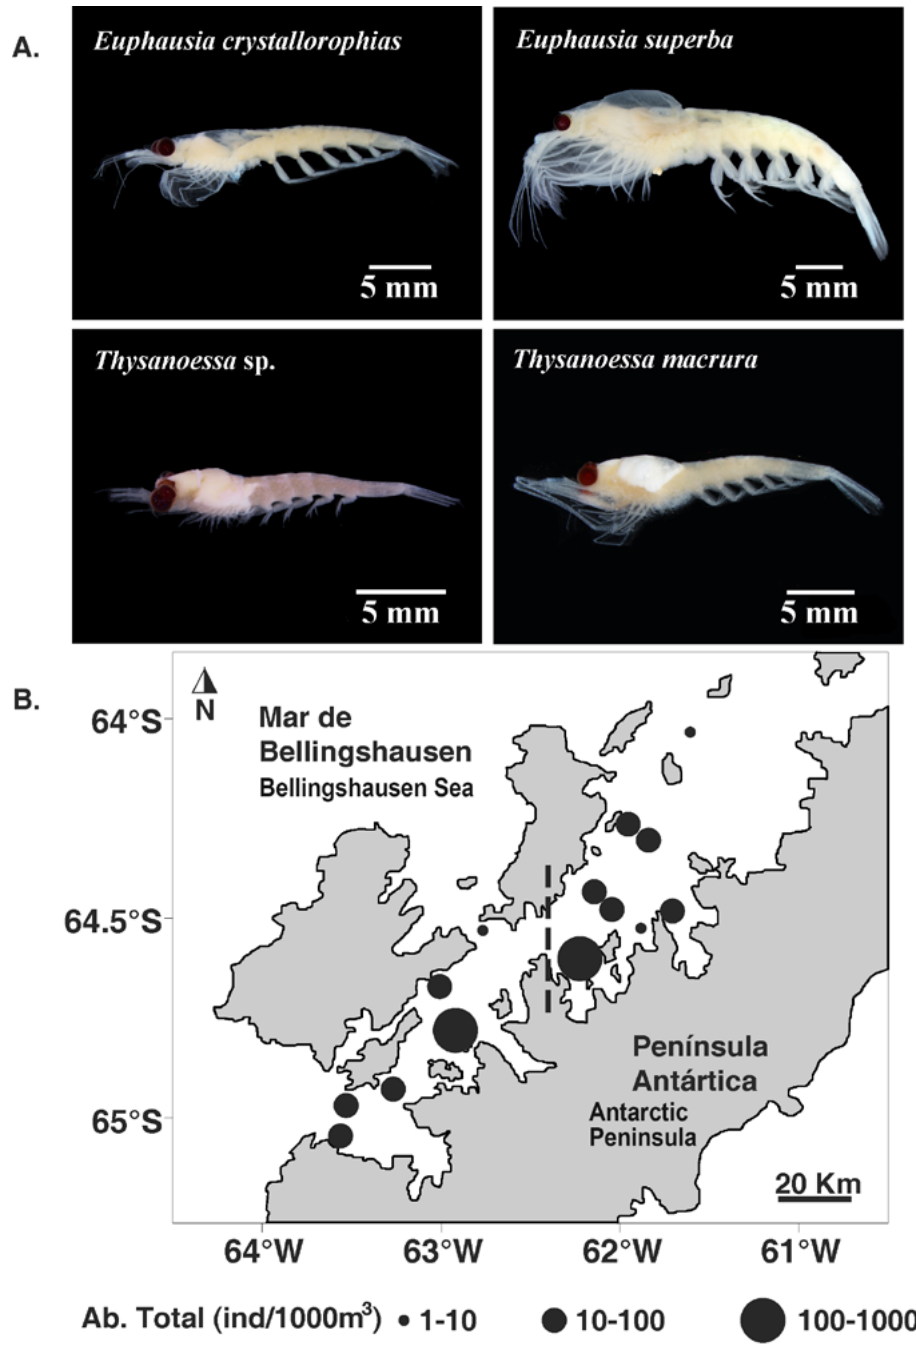 A.
Euphausia crystallorophias
Euphausia superba
5 mm
5 mm
Thysanoessa sp.
Thysanoessa macrura
5 mm
5 mm
B.
N
Mar de
Bellingshausen
Bellingshausen Sea
64°S
64.5°S
65°S
Península
Antártica
Antarctic
Peninsula
20 Km
64°W 63°W 62°W 61°W
Ab. Total (ind/1000m³) 1-10 10-100 100-1000